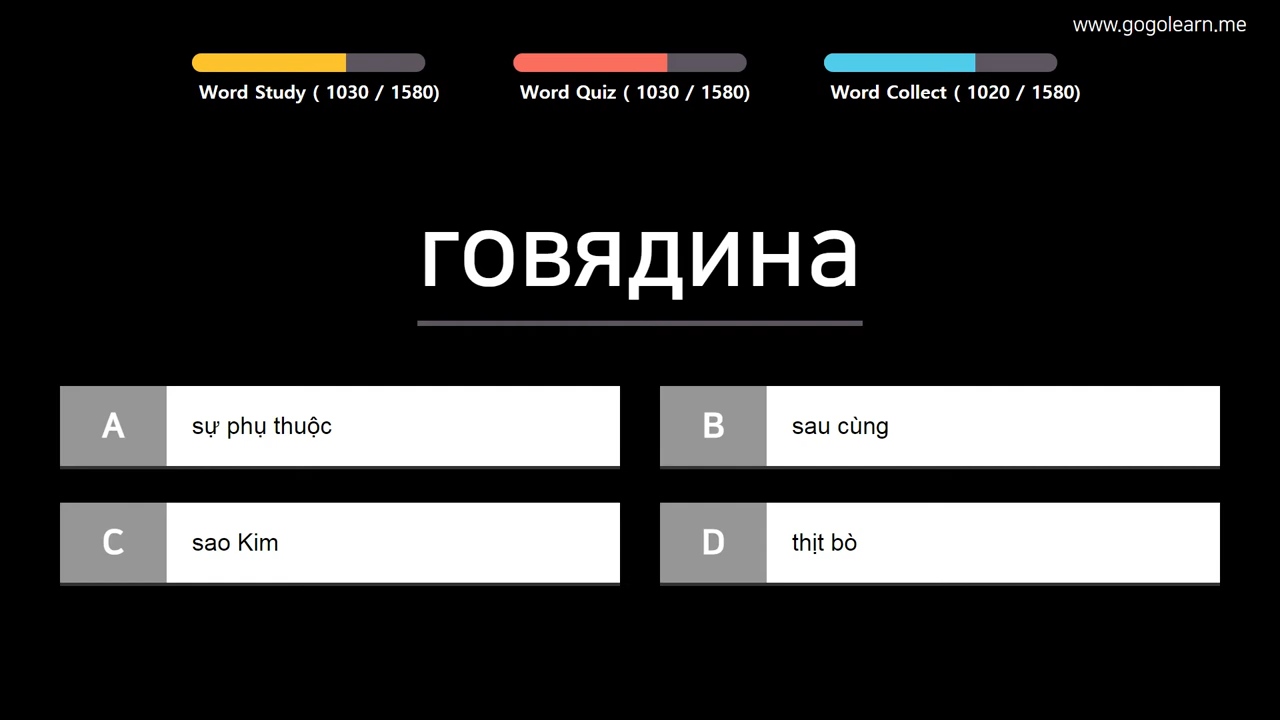 www.gogolearn.me
Word Study ( 1030 / 1580)
Word Quiz ( 1030 / 1580)
Word Collect ( 1020 / 1580)
говядина
A sự phụ thuộc
B sau cùng
C sao Kim
D thịt bò